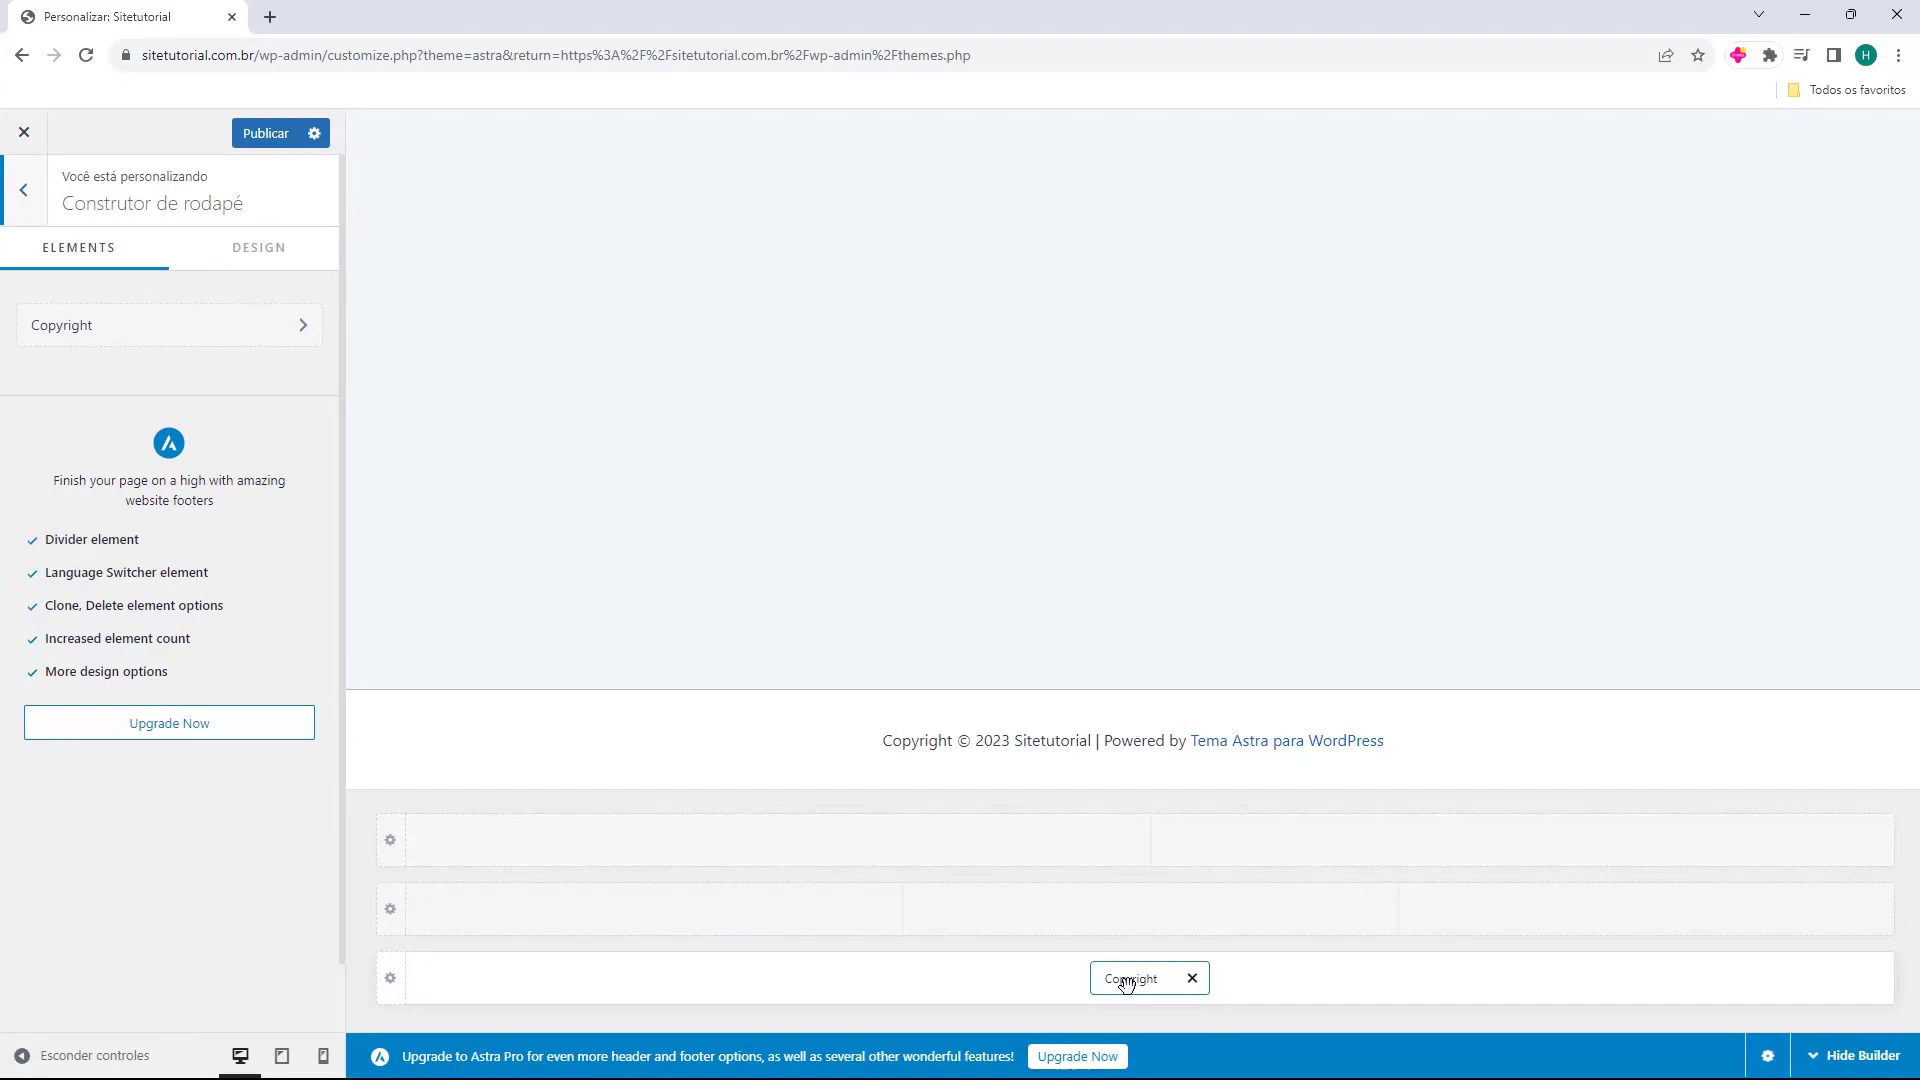 Personalizar: Sitetutorial
sitetutorial.com.br/wp-admin/customize.php?theme=astra&return=https%3A%2F%2Fsitetutorial.com.br%2Fwp-admin%2Fthemes.php
H
Todos os favoritos
Publicar
Você está personalizando
Construtor de rodapé
ELEMENTS
DESIGN
Copyright
Finish your page on a high with amazing
website footers
Divider element
Language Switcher element
Clone, Delete element options
Increased element count
More design options
Upgrade Now
Copyright © 2023 Sitetutorial | Powered by Tema Astra para WordPress
Copyright
Esconder controles
Upgrade to Astra Pro for even more header and footer options, as well as several other wonderful features!
Upgrade Now
Hide Builder